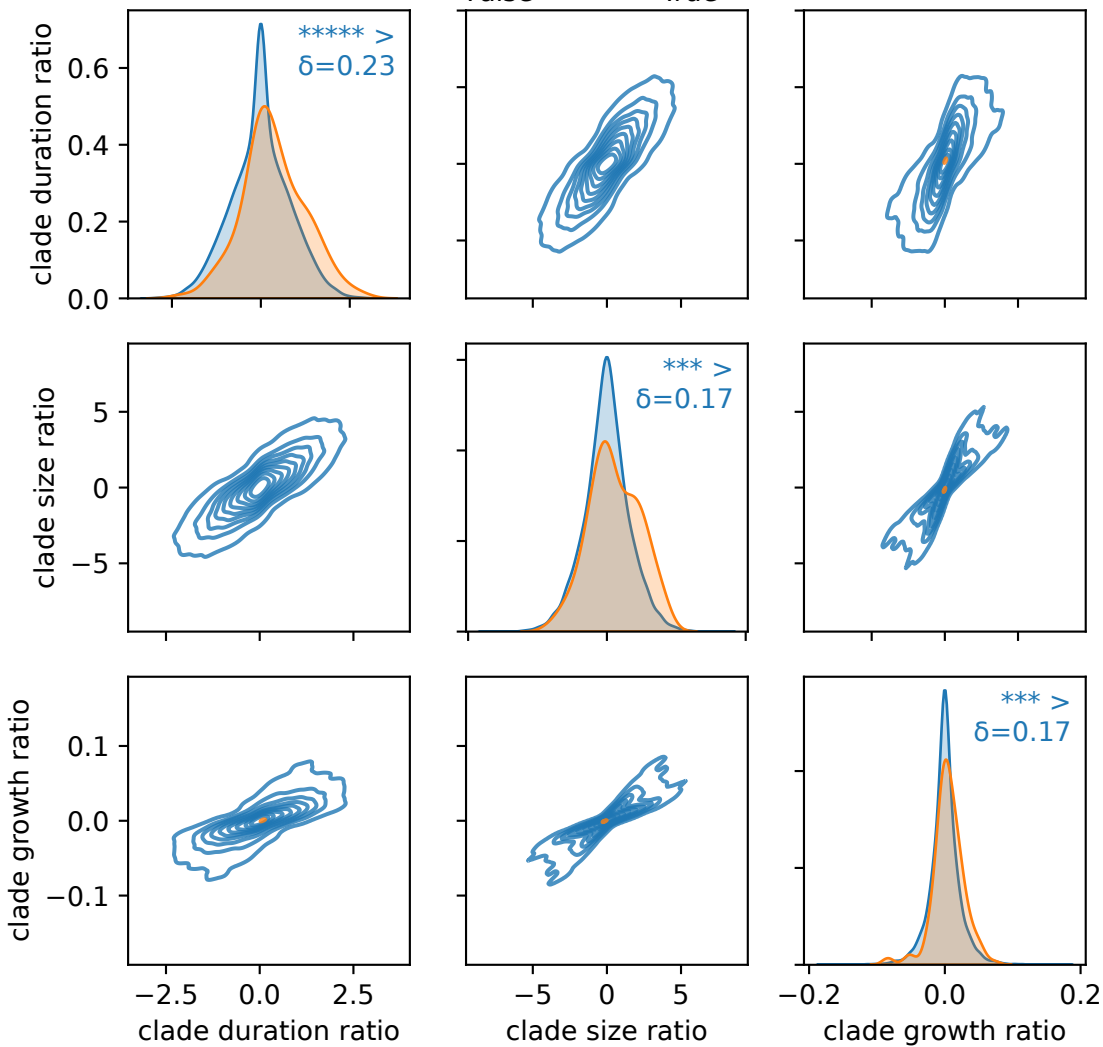 ***** >
δ=0.23
clade duration ratio
0.6
0.4
0.2
0.0
*** >
δ=0.17
clade size ratio
5
0
−5
*** >
δ=0.17
clade growth ratio
0.1
0.0
−0.1
−2.5 0.0 2.5
−5 0 5
−0.2 0.0 0.2
clade duration ratio
clade size ratio
clade growth ratio